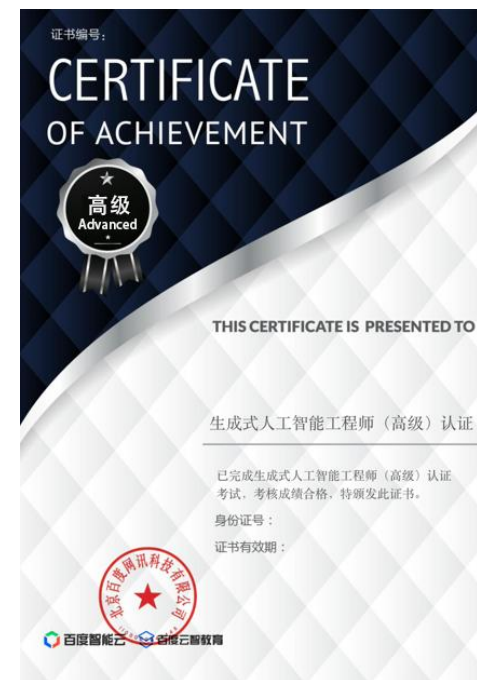 证书编号：
CERTIFICATE
OF ACHIEVEMENT
高级
Advanced
THIS CERTIFICATE IS PRESENTED TO
生成式人工智能工程师（高级）认证
已完成生成式人工智能工程师（高级）认证
考试，考核成绩合格，特颁发此证书。
身份证号：
证书有效期：
北京百度网讯科技有限公司
百度智能云
百度云智教育